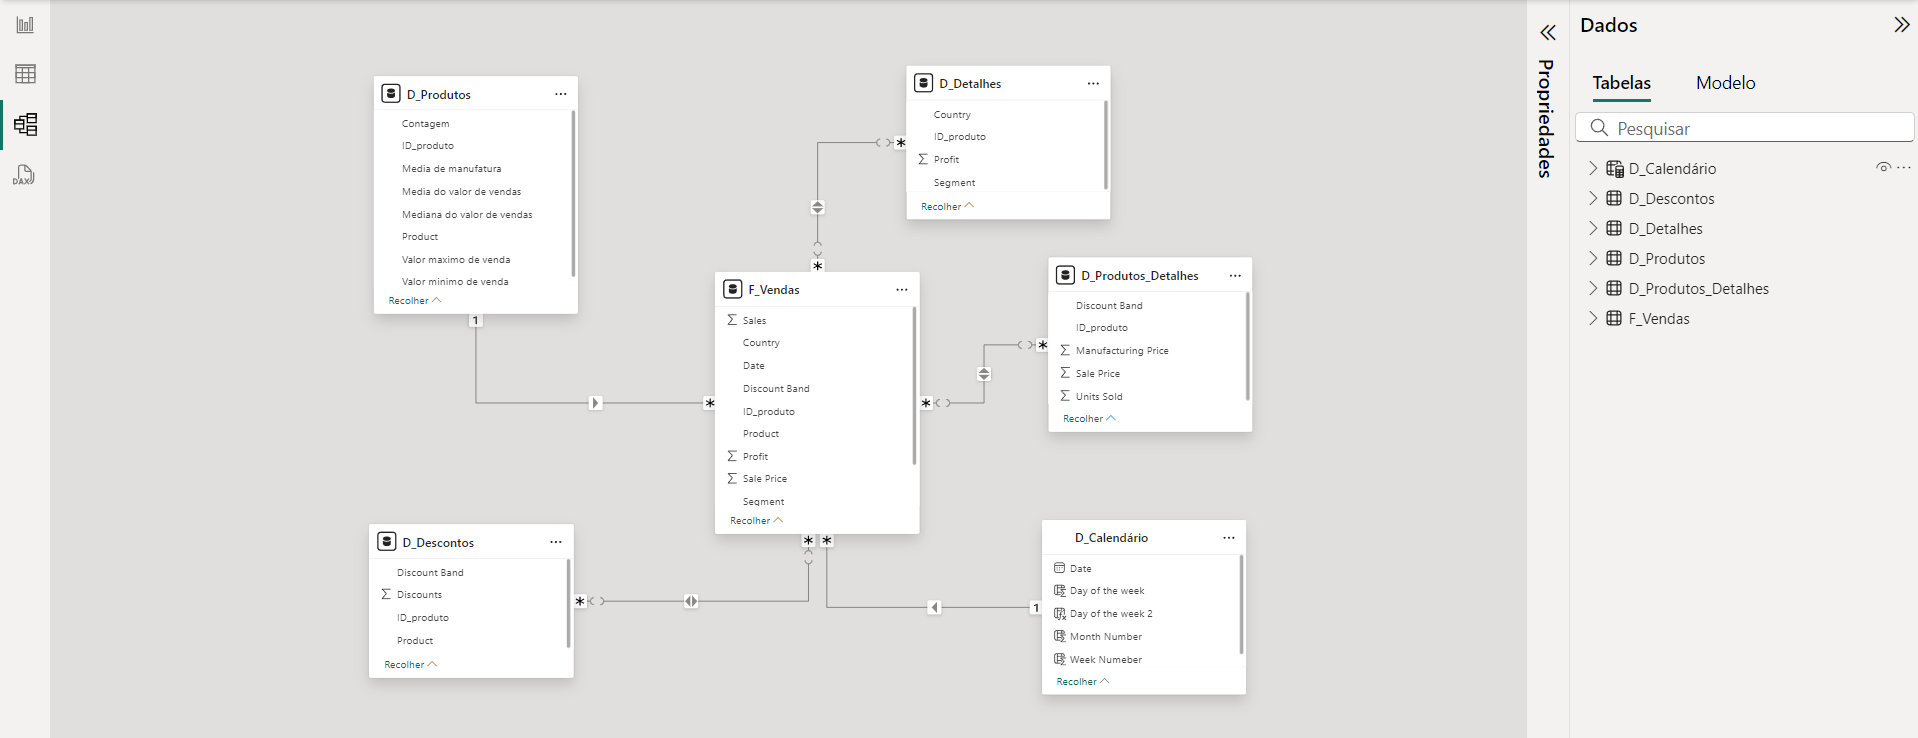 DAX
D_Produtos
Contagem
ID_produto
Media de manufatura
Media do valor de vendas
Mediana do valor de vendas
Product
Valor maximo de venda
Valor minimo de venda
Recolher
1
*
D_Detalhes
Country
ID_produto
Σ Profit
Segment
Recolher
*
*
F_Vendas
Σ Sales
Country
Date
Discount Band
ID_produto
Product
Σ Profit
Σ Sale Price
Segment
Recolher
*
*
D_Produtos_Detalhes
Discount Band
ID_produto
Σ Manufacturing Price
Σ Sale Price
Σ Units Sold
Recolher
*
*
D_Descontos
Discount Band
Σ Discounts
ID_produto
Product
Recolher
*
1
D_Calendário
Date
Day of the week
Day of the week 2
Month Number
Week Numeber
Recolher
Propriedades
Dados
Tabelas
Modelo
Pesquisar
D_Calendário
D_Descontos
D_Detalhes
D_Produtos
D_Produtos_Detalhes
F_Vendas